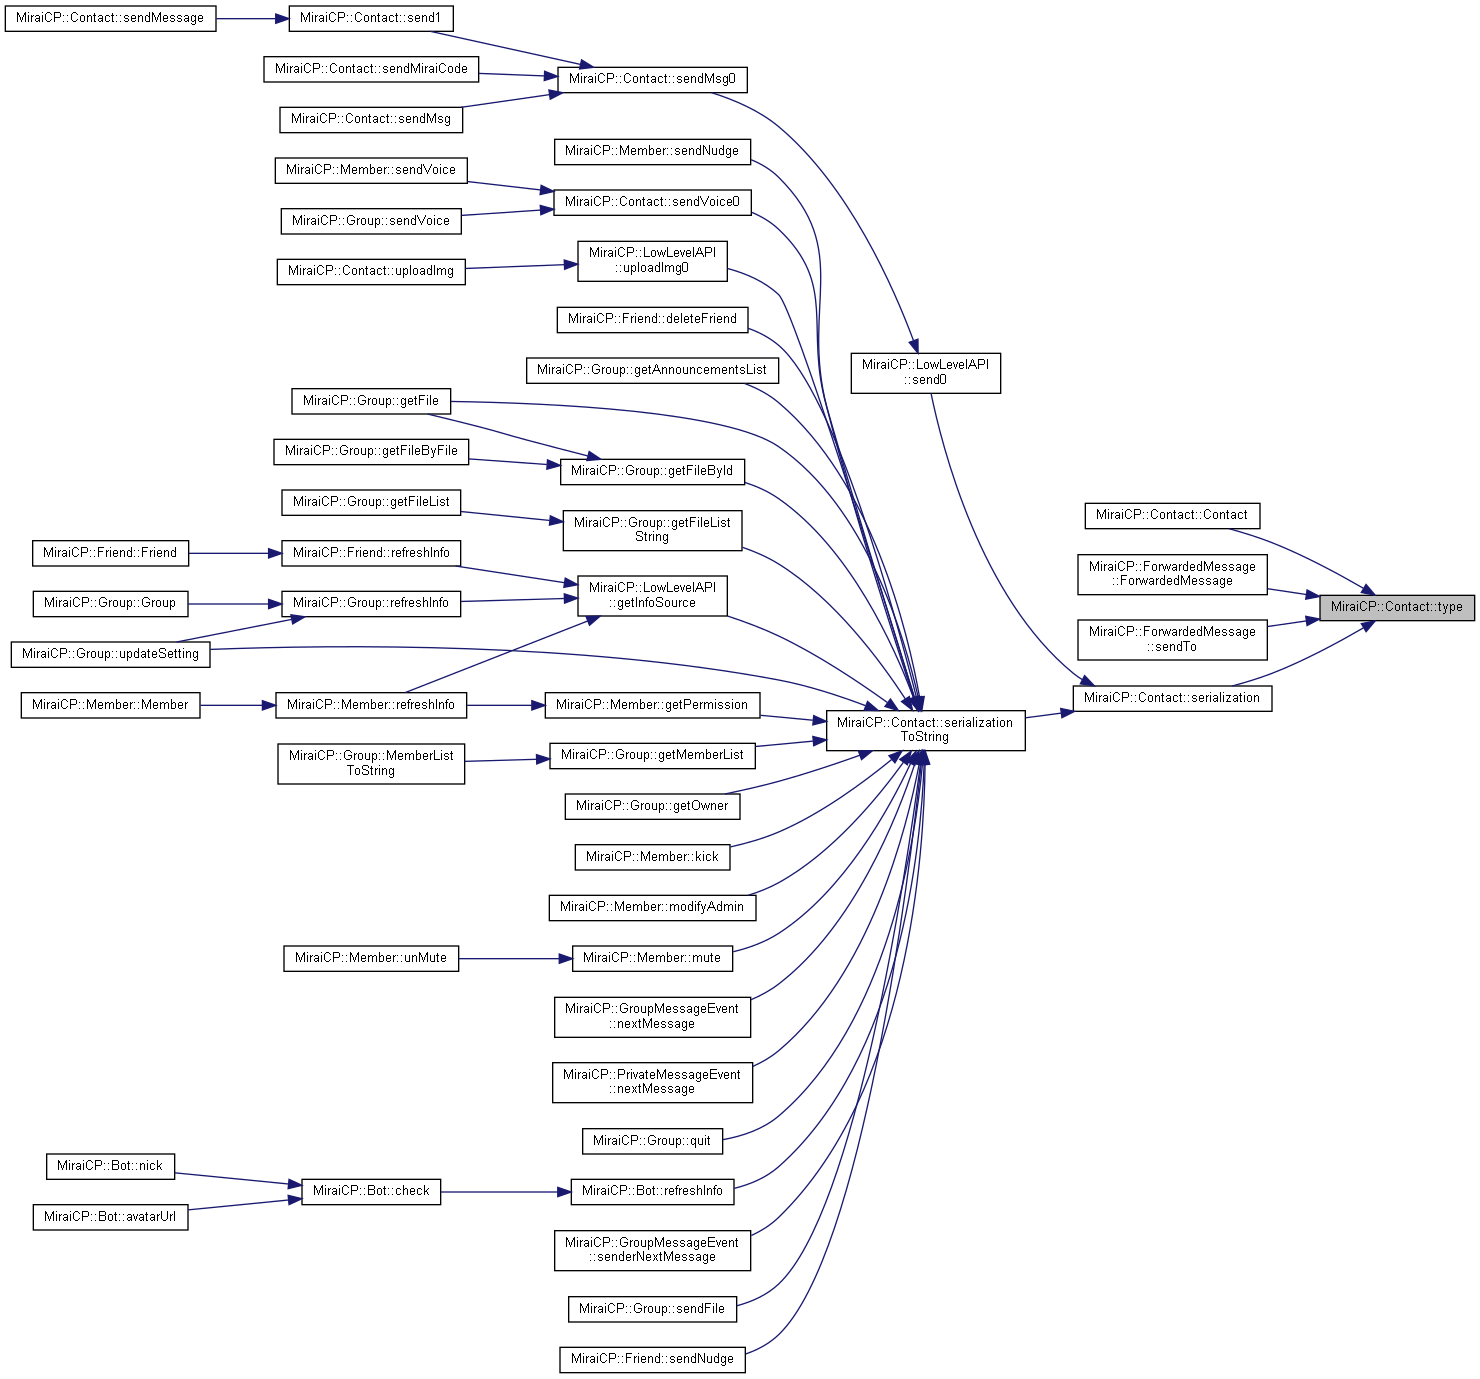 MiraiCP::Contact::sendMessage
MiraiCP::Contact::send1
MiraiCP::Contact::sendMiraiCode
MiraiCP::Contact::sendMsg0
MiraiCP::Contact::sendMsg
MiraiCP::Member::sendNudge
MiraiCP::Member::sendVoice
MiraiCP::Contact::sendVoice0
MiraiCP::Group::sendVoice
MiraiCP::LowLevelAPI
::uploadImg0
MiraiCP::Contact::uploadImg
MiraiCP::Friend::deleteFriend
MiraiCP::Group::getAnnouncementsList
MiraiCP::LowLevelAPI
::send0
MiraiCP::Group::getFile
MiraiCP::Group::getFileByFile
MiraiCP::Group::getFileById
MiraiCP::Group::getFileList
MiraiCP::Group::getFileList
String
MiraiCP::Contact::Contact
MiraiCP::Friend::Friend
MiraiCP::Friend::refreshInfo
MiraiCP::ForwardedMessage
::ForwardedMessage
MiraiCP::LowLevelAPI
::getInfoSource
MiraiCP::Group::Group
MiraiCP::Group::refreshInfo
MiraiCP::Contact::type
MiraiCP::ForwardedMessage
::sendTo
MiraiCP::Group::updateSetting
MiraiCP::Contact::serialization
MiraiCP::Member::Member
MiraiCP::Member::refreshInfo
MiraiCP::Member::getPermission
MiraiCP::Contact::serialization
ToString
MiraiCP::Group::MemberList
ToString
MiraiCP::Group::getMemberList
MiraiCP::Group::getOwner
MiraiCP::Member::kick
MiraiCP::Member::modifyAdmin
MiraiCP::Member::unMute
MiraiCP::Member::mute
MiraiCP::GroupMessageEvent
::nextMessage
MiraiCP::PrivateMessageEvent
::nextMessage
MiraiCP::Group::quit
MiraiCP::Bot::nick
MiraiCP::Bot::check
MiraiCP::Bot::refreshInfo
MiraiCP::Bot::avatarUrl
MiraiCP::GroupMessageEvent
::senderNextMessage
MiraiCP::Group::sendFile
MiraiCP::Friend::sendNudge